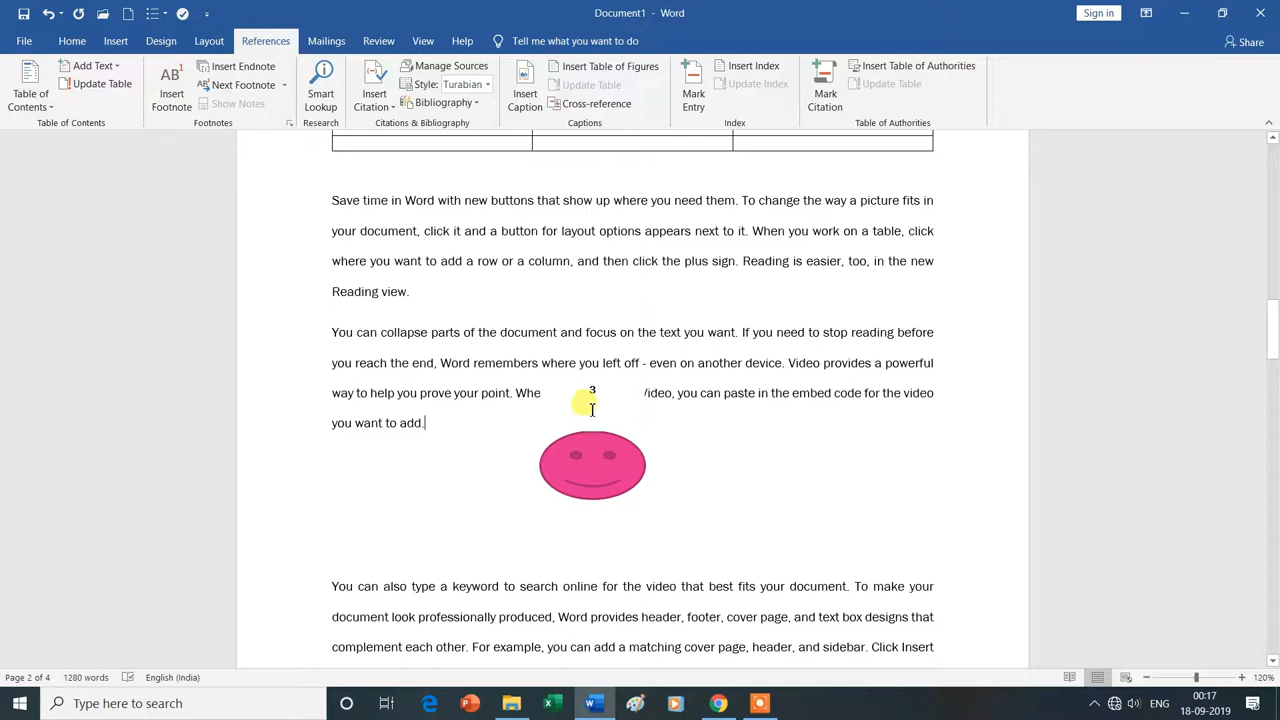 Document1 - Word
Sign in
File Home Insert Design Layout References Mailings Review View Help Tell me what you want to do Share
Table of Contents
Add Text
Update Table
Table of Contents
AB1 Insert Footnote
Insert Endnote
Next Footnote
Show Notes
Footnotes
Smart Lookup
Research
Insert Citation
Manage Sources
Style: Turabian
Bibliography
Citations & Bibliography
Insert Caption
Insert Table of Figures
Update Table
Cross-reference
Captions
Mark Entry
Insert Index
Update Index
Index
Mark Citation
Insert Table of Authorities
Update Table
Table of Authorities
Save time in Word with new buttons that show up where you need them. To change the way a picture fits in
your document, click it and a button for layout options appears next to it. When you work on a table, click
where you want to add a row or a column, and then click the plus sign. Reading is easier, too, in the new
Reading view.
You can collapse parts of the document and focus on the text you want. If you need to stop reading before
you reach the end, Word remembers where you left off - even on another device. Video provides a powerful
way to help you prove your point. Whe 3 Video, you can paste in the embed code for the video
you want to add.
You can also type a keyword to search online for the video that best fits your document. To make your
document look professionally produced, Word provides header, footer, cover page, and text box designs that
complement each other. For example, you can add a matching cover page, header, and sidebar. Click Insert
Page 2 of 4 1280 words English (India) 120%
Type here to search
ENG
00:17
18-09-2019